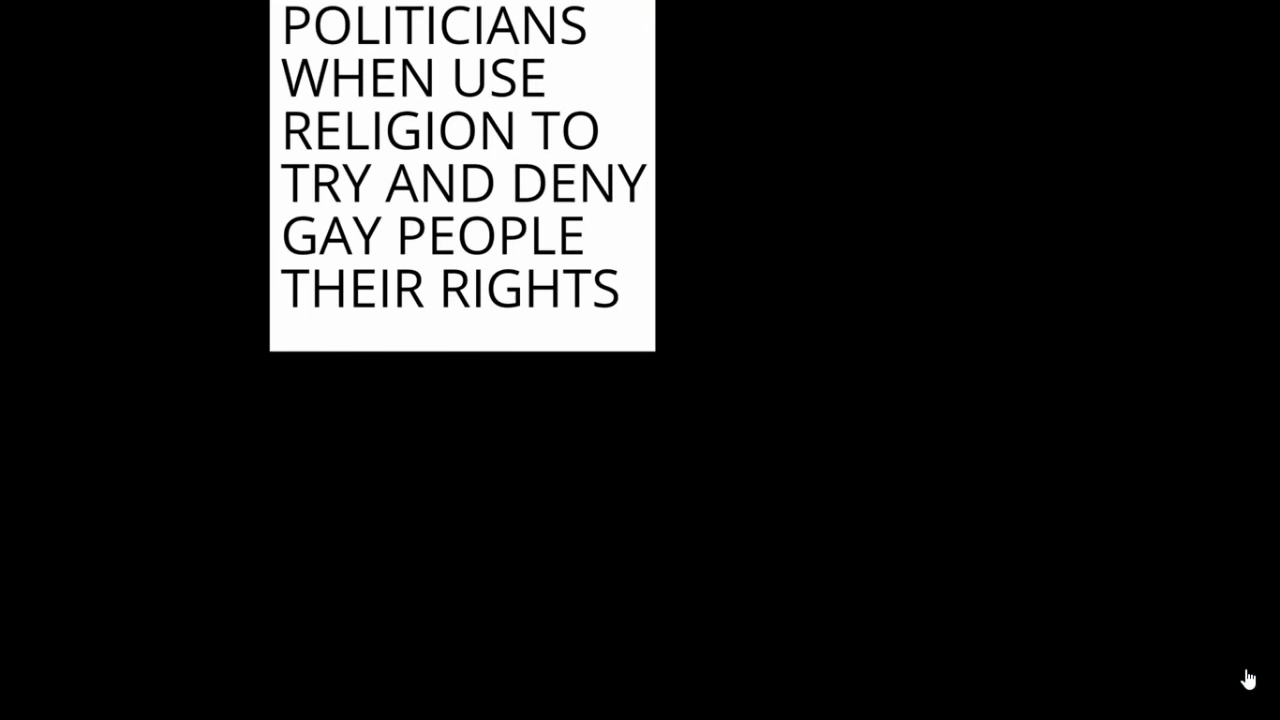 POLITICIANS
WHEN USE
RELIGION TO
TRY AND DENY
GAY PEOPLE
THEIR RIGHTS